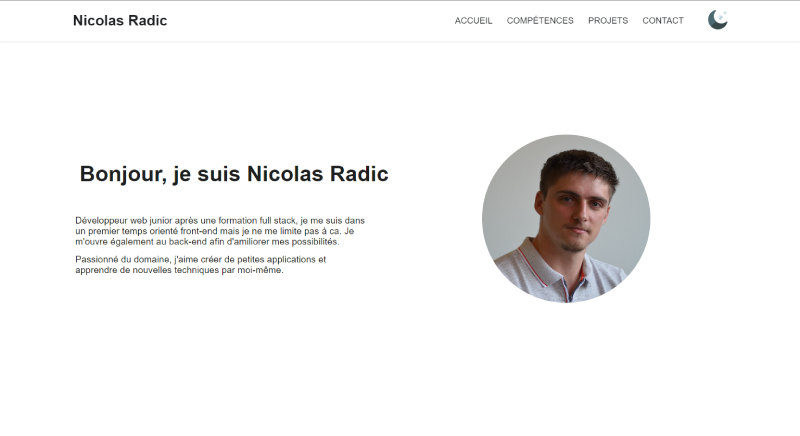 Nicolas Radic
ACCUEIL COMPÉTENCES PROJETS CONTACT
Bonjour, je suis Nicolas Radic
Développeur web junior après une formation full stack, je me suis dans
un premier temps orienté front-end mais je ne me limite pas à ca. Je
m'ouvre également au back-end afin d'amiliorer mes possibilités.
Passionné du domaine, j'aime créer de petites applications et
apprendre de nouvelles techniques par moi-même.